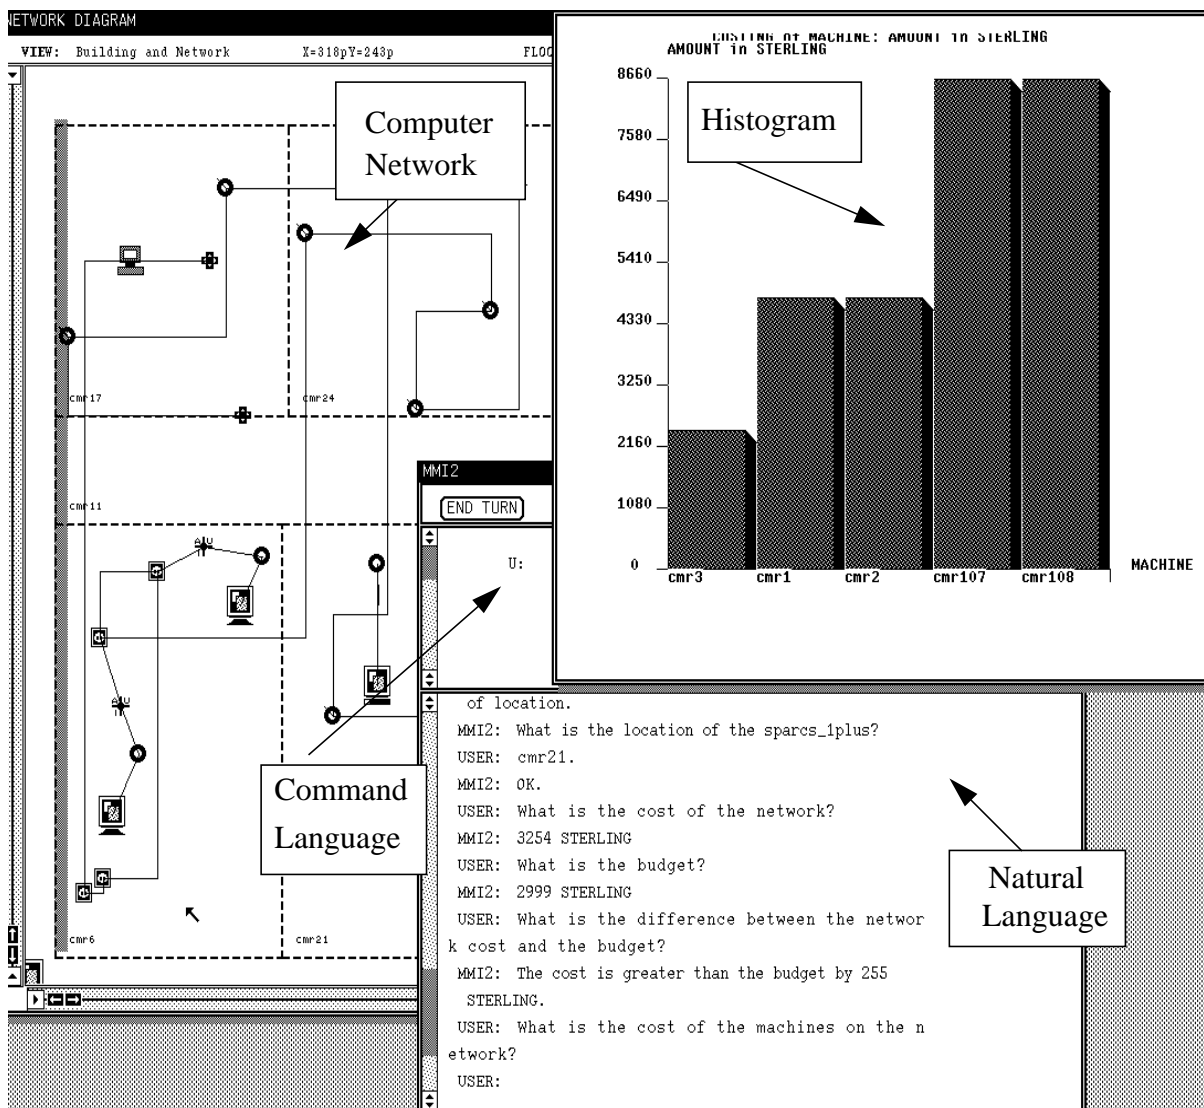 NETWORK DIAGRAM
VIEW: Building and Network X=318pY=243p FLOO
Computer
Network
cmr17
cmr24
cmr11
A U
A U
cmr6
cmr21
COSTING of MACHINE: AMOUNT in STERLING
AMOUNT in STERLING
8660
7580
6490
5410
4330
3250
2160
1080
0
cmr3 cmr1 cmr2 cmr107 cmr108
MACHINE
Histogram
MMI2
END TURN
U:
Command
Language
of location.
MMI2: What is the location of the sparcs_1plus?
USER: cmr21.
MMI2: OK.
USER: What is the cost of the network?
MMI2: 3254 STERLING
USER: What is the budget?
MMI2: 2999 STERLING
USER: What is the difference between the networ
k cost and the budget?
MMI2: The cost is greater than the budget by 255
STERLING.
USER: What is the cost of the machines on the n
etwork?
USER:
Natural
Language